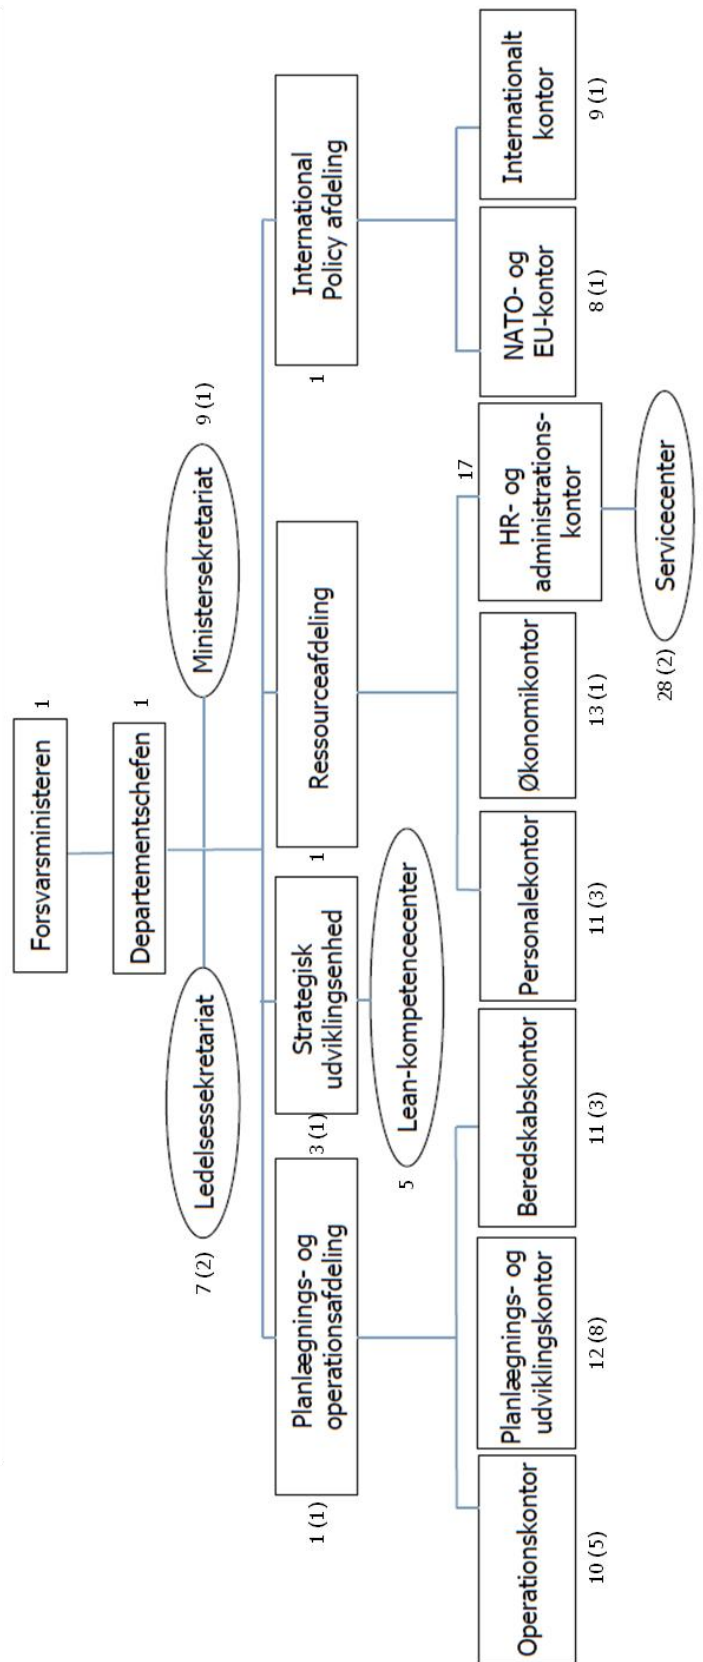 Forsvarsministeren
1
Departementschefen
1
Ledelsessekretariat
7 (2)
Ministersekretariat
9 (1)
Planlægnings- og
operationsafdeling
1 (1)
Strategisk
udviklingsenhed
3 (1)
Ressourceafdeling
1
International
Policy afdeling
1
Lean-kompetencecenter
5
Operationskontor
10 (5)
Planlægnings- og
udviklingskontor
12 (8)
Beredskabskontor
11 (3)
Personalekontor
11 (3)
Økonomikontor
13 (1)
HR- og
administrations-
kontor
17
NATO- og
EU-kontor
8 (1)
Internationalt
kontor
9 (1)
Servicecenter
28 (2)